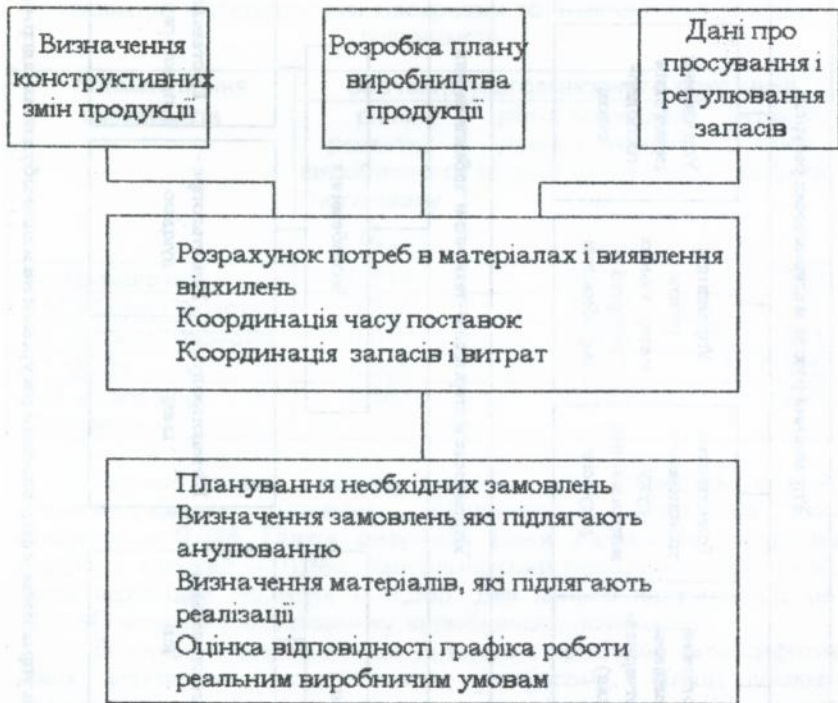 Визначення
конструктивних
змін продукції
Розробка плану
виробництва
продукції
Дані про
просування і
регулювання
запасів
Розрахунок потреб в матеріалах і виявлення
відхилень
Координація часу поставок
Координація запасів і витрат
Планування необхідних замовлень
Визначення замовлень які підлягають
анулюванню
Визначення матеріалів, які підлягають
реалізації
Оцінка відповідності графіка роботи
реальним виробничим умовам